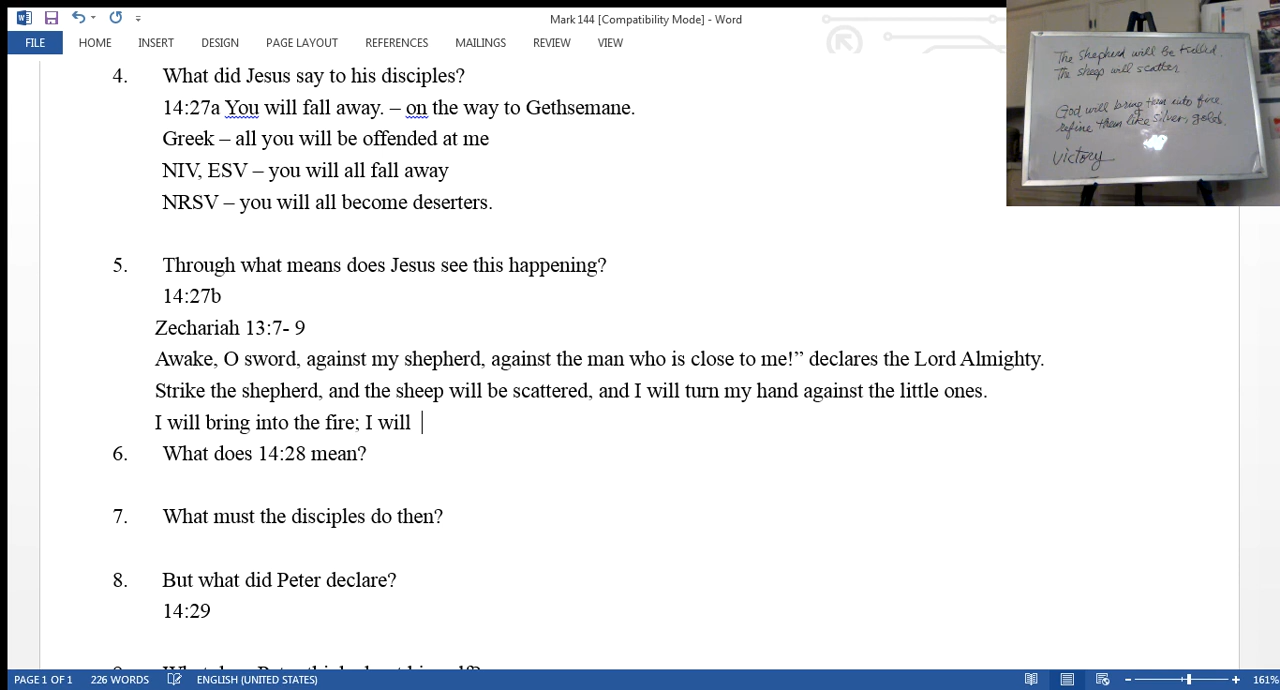 Mark 144 [Compatibility Mode] - Word
FILE HOME INSERT DESIGN PAGE LAYOUT REFERENCES MAILINGS REVIEW VIEW
The Shepherd will Be Killed.
The sheep will scatter
God will bring them into fire
refine them like silver, gold.
Victory
4. What did Jesus say to his disciples?
14:27a You will fall away. – on the way to Gethsemane.
Greek – all you will be offended at me
NIV, ESV – you will all fall away
NRSV – you will all become deserters.
5. Through what means does Jesus see this happening?
14:27b
Zechariah 13:7- 9
Awake, O sword, against my shepherd, against the man who is close to me!” declares the Lord Almighty.
Strike the shepherd, and the sheep will be scattered, and I will turn my hand against the little ones.
I will bring into the fire; I will
6. What does 14:28 mean?
7. What must the disciples do then?
8. But what did Peter declare?
14:29
PAGE 1 OF 1 226 WORDS ENGLISH (UNITED STATES) 161%